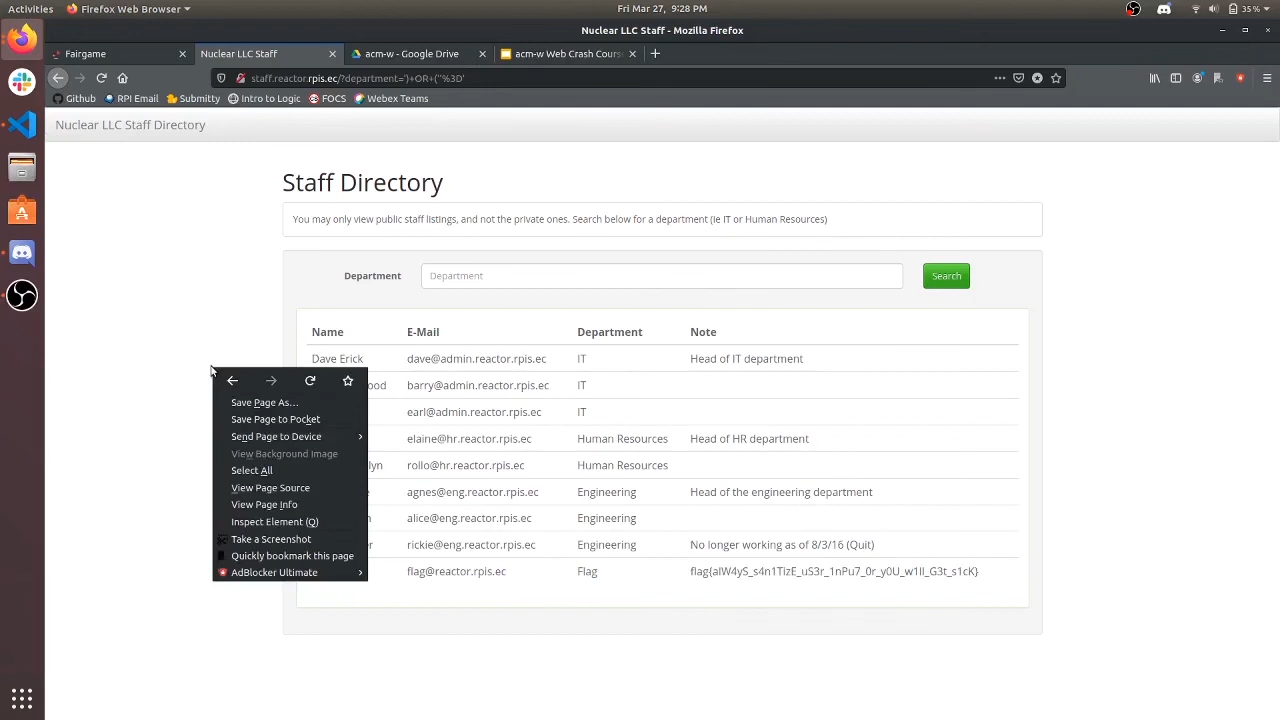 Activities Firefox Web Browser Fri Mar 27, 9:28 PM 35%
Nuclear LLC Staff - Mozilla Firefox
Fairgame Nuclear LLC Staff acm-w - Google Drive acm-w Web Crash Cours
staff.reactor.rpis.ec/?department=')+OR+("%3D'
Github RPI Email Submitty Intro to Logic FOCS Webex Teams
Nuclear LLC Staff Directory
Staff Directory
You may only view public staff listings, and not the private ones. Search below for a department (ie IT or Human Resources)
Department Department Search
Name E-Mail Department Note
Dave Erick dave@admin.reactor.rpis.ec IT Head of IT department
ood barry@admin.reactor.rpis.ec IT
earl@admin.reactor.rpis.ec IT
elaine@hr.reactor.rpis.ec Human Resources Head of HR department
lyn rollo@hr.reactor.rpis.ec Human Resources
e agnes@eng.reactor.rpis.ec Engineering Head of the engineering department
n alice@eng.reactor.rpis.ec Engineering
er rickie@eng.reactor.rpis.ec Engineering No longer working as of 8/3/16 (Quit)
flag@reactor.rpis.ec Flag flag{alW4yS_s4n1TizE_uS3r_1nPu7_0r_y0U_w1ll_G3t_s1cK}
Save Page As…
Save Page to Pocket
Send Page to Device
View Background Image
Select All
View Page Source
View Page Info
Inspect Element (Q)
Take a Screenshot
Quickly bookmark this page
AdBlocker Ultimate